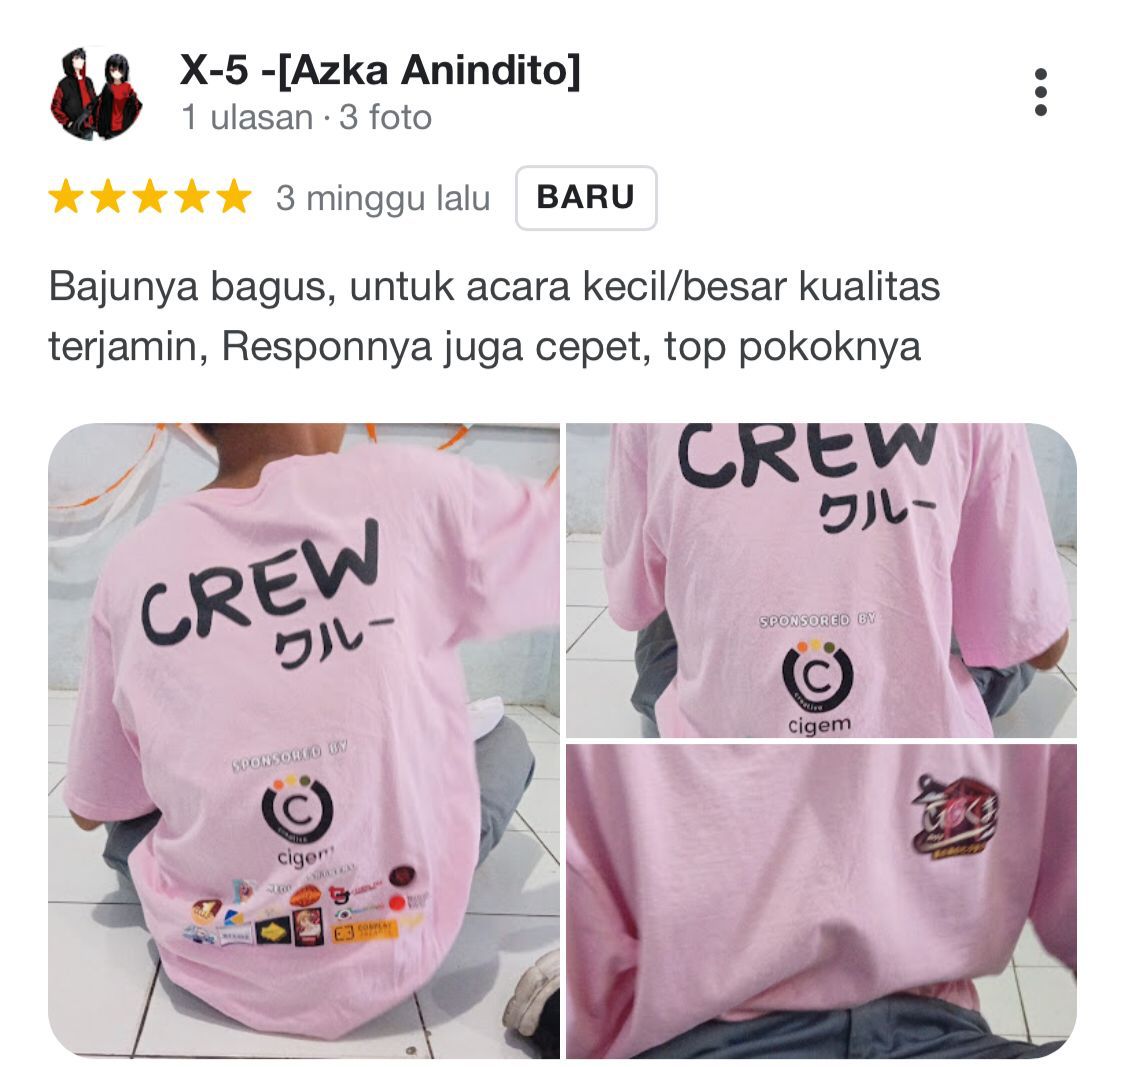 X-5 -[Azka Anindito]
1 ulasan · 3 foto
3 minggu lalu
BARU
Bajunya bagus, untuk acara kecil/besar kualitas
terjamin, Responnya juga cepet, top pokoknya
CREW
クルー
SPONSORED BY
C
creative
cigem
COSPLAY
CREW
クルー
SPONSORED BY
C
creative
cigem